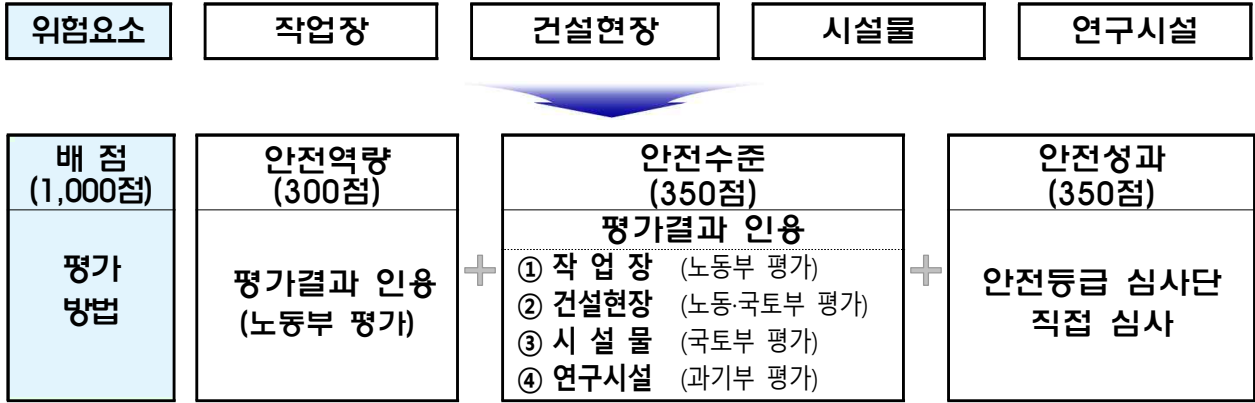 위험요소 작업장 건설현장 시설물 연구시설
배 점 안전역량 안전수준 안전성과
(1,000점) (300점) (350점) (350점)
평가 방법
평가결과 인용
(노동부 평가)
+
평가결과 인용
① 작 업 장 (노동부 평가)
② 건설현장 (노동·국토부 평가)
③ 시 설 물 (국토부 평가)
④ 연구시설 (과기부 평가)
+
안전등급 심사단
직접 심사